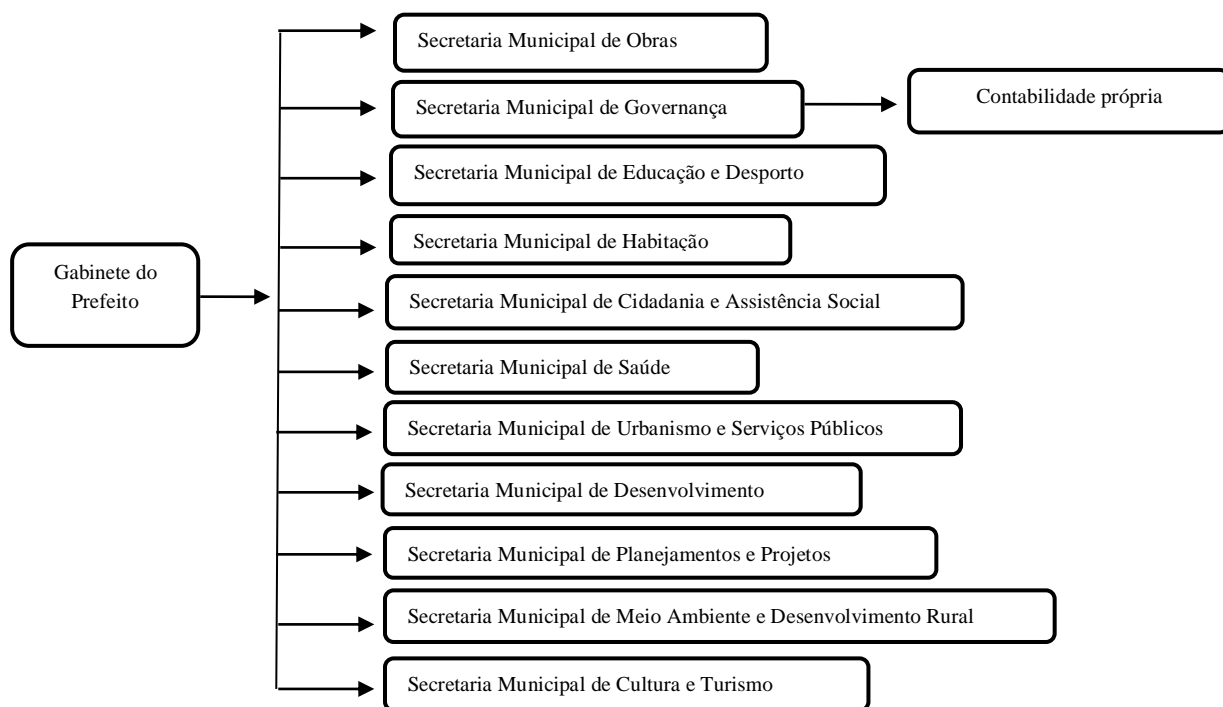 Secretaria Municipal de Obras
Secretaria Municipal de Governança
Contabilidade própria
Secretaria Municipal de Educação e Desporto
Secretaria Municipal de Habitação
Gabinete do
Prefeito
Secretaria Municipal de Cidadania e Assistência Social
Secretaria Municipal de Saúde
Secretaria Municipal de Urbanismo e Serviços Públicos
Secretaria Municipal de Desenvolvimento
Secretaria Municipal de Planejamentos e Projetos
Secretaria Municipal de Meio Ambiente e Desenvolvimento Rural
Secretaria Municipal de Cultura e Turismo